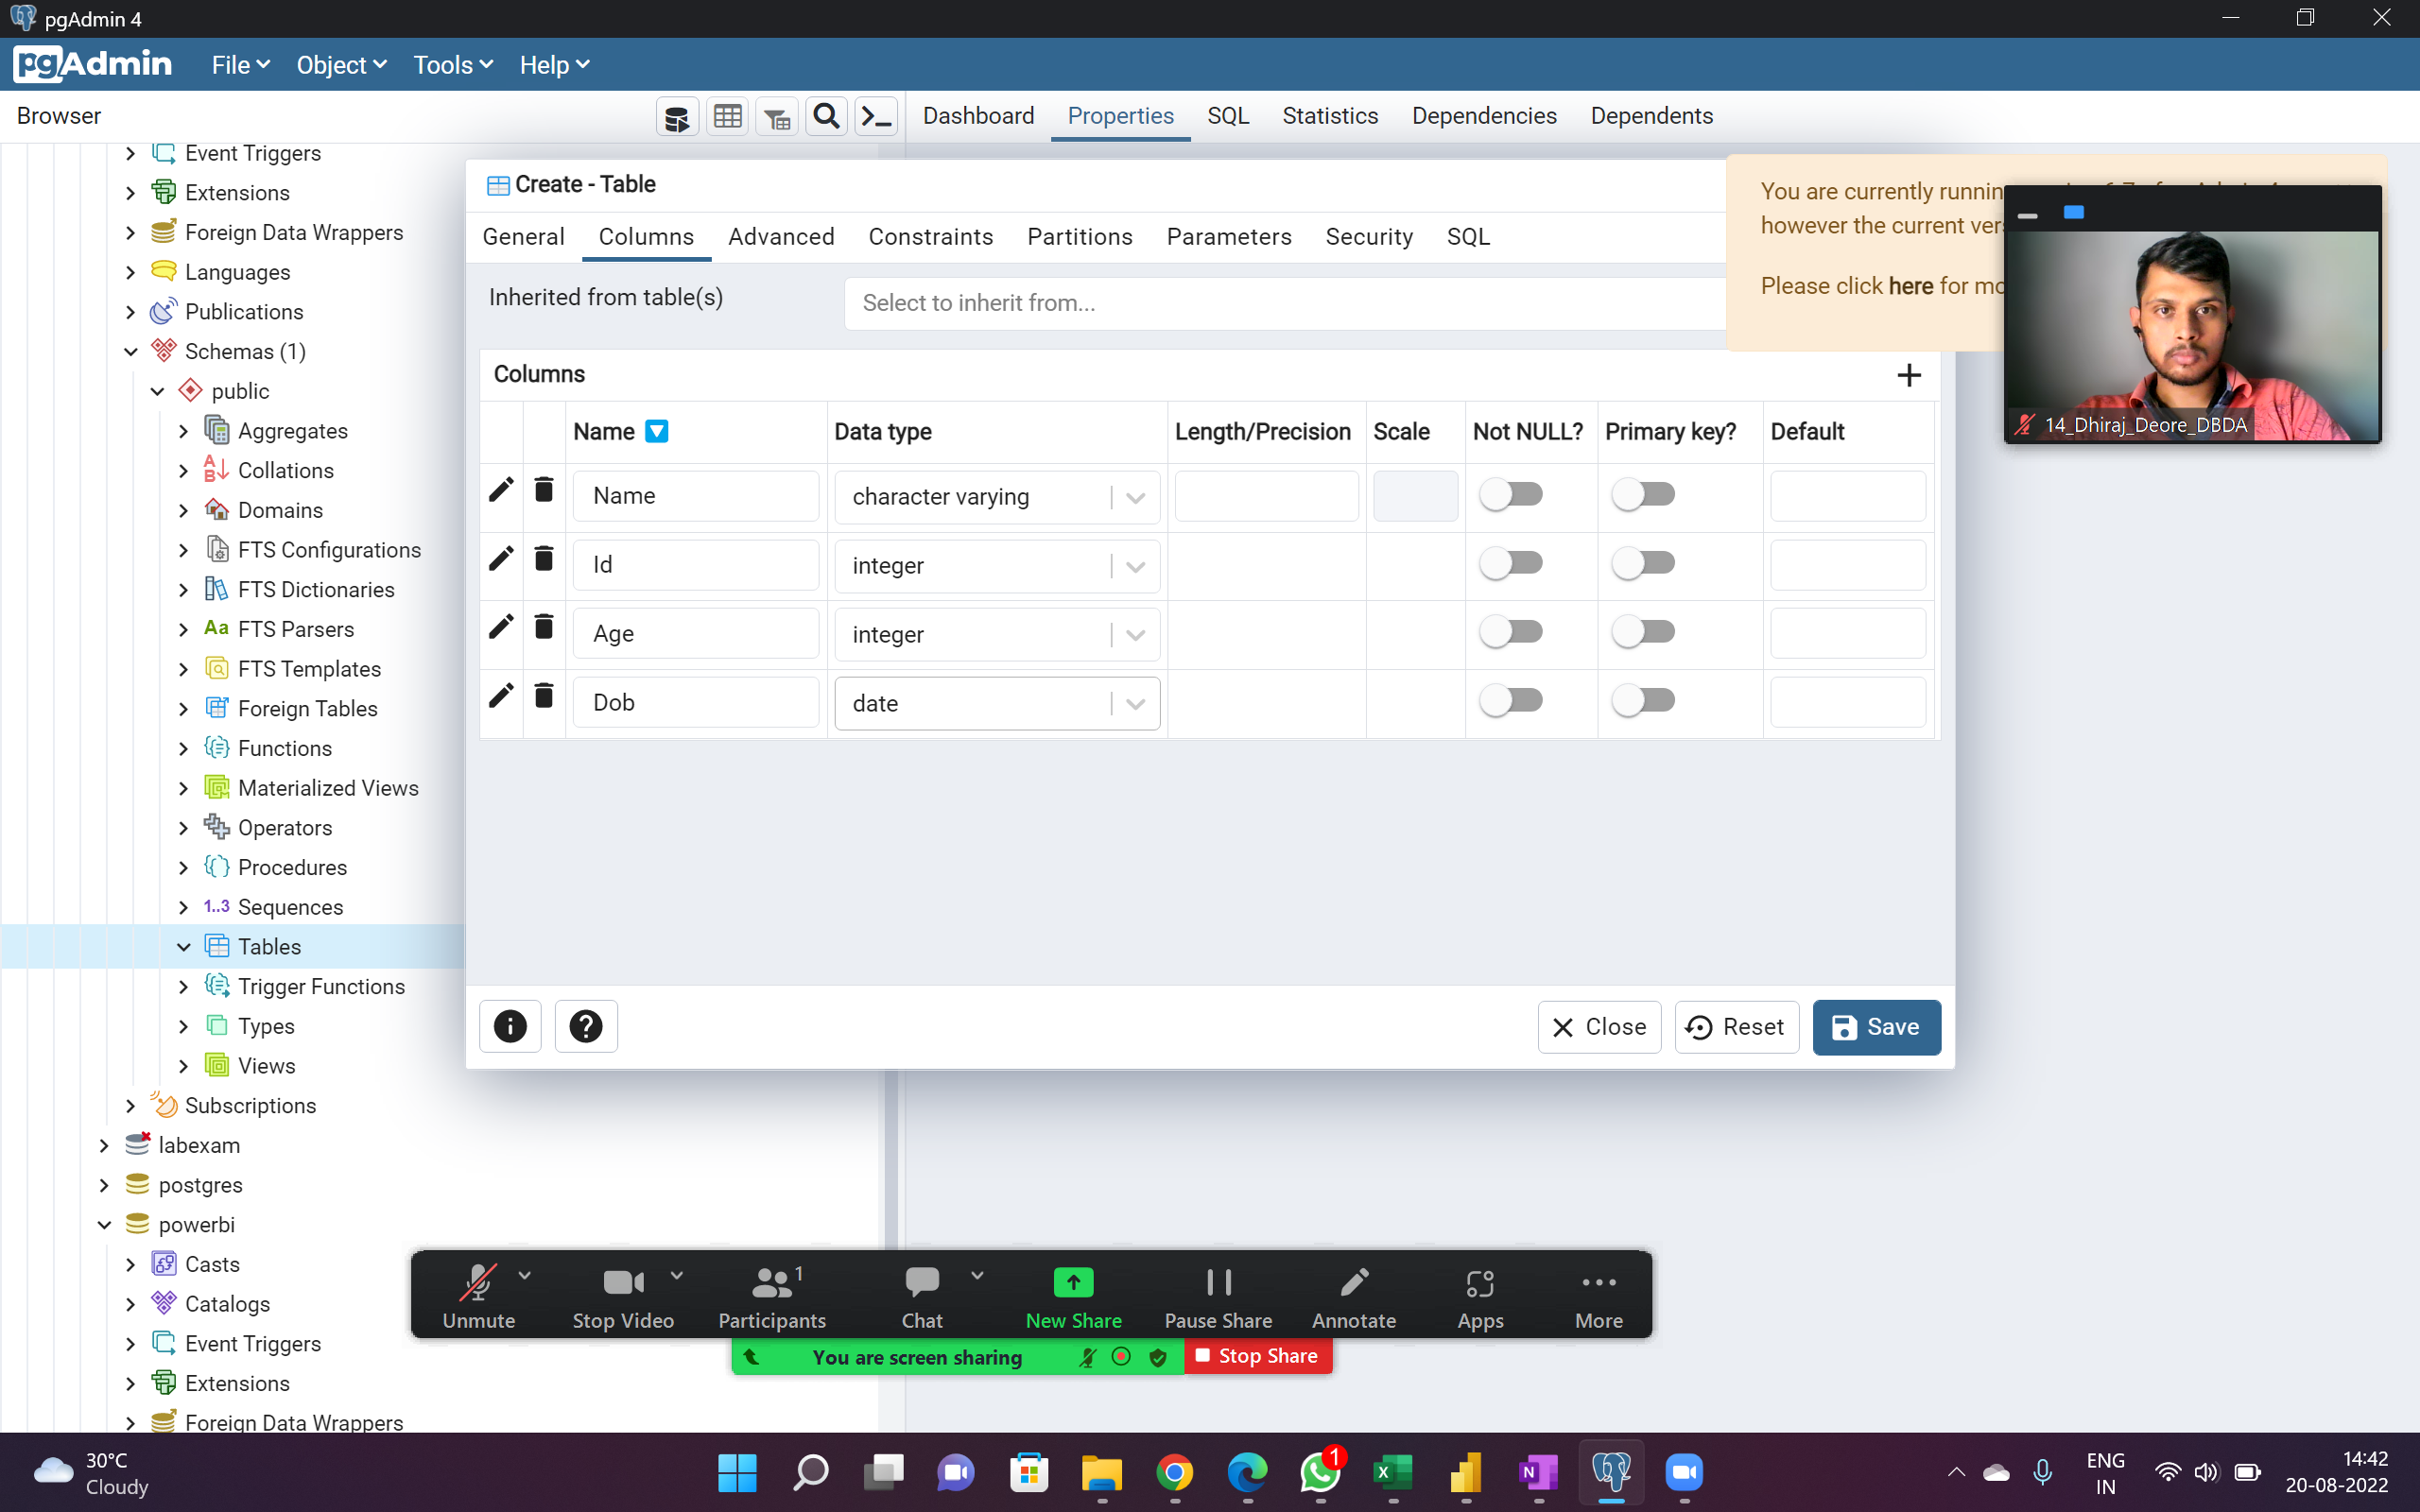 pgAdmin 4
pgAdmin
File
Object
Tools
Help
Browser
Dashboard
Properties
SQL
Statistics
Dependencies
Dependents
Event Triggers
Extensions
Foreign Data Wrappers
Languages
Publications
Schemas (1)
public
Aggregates
Collations
Domains
FTS Configurations
FTS Dictionaries
Aa FTS Parsers
FTS Templates
Foreign Tables
Functions
Materialized Views
Operators
Procedures
1..3 Sequences
Tables
Trigger Functions
Types
Views
Subscriptions
labexam
postgres
powerbi
Casts
Catalogs
Event Triggers
Extensions
Foreign Data Wrappers
Create - Table
General
Columns
Advanced
Constraints
Partitions
Parameters
Security
SQL
Inherited from table(s)
Select to inherit from...
Columns
Name
Data type
Length/Precision
Scale
Not NULL?
Primary key?
Default
Name
character varying
Id
integer
Age
integer
Dob
date
Close
Reset
Save
You are currently
however the current
Please click here for
14_Dhiraj_Deore_DBDA
Unmute
Stop Video
Participants
1
Chat
New Share
Pause Share
Annotate
Apps
More
You are screen sharing
Stop Share
30°C
Cloudy
1
ENG
IN
14:42
20-08-2022